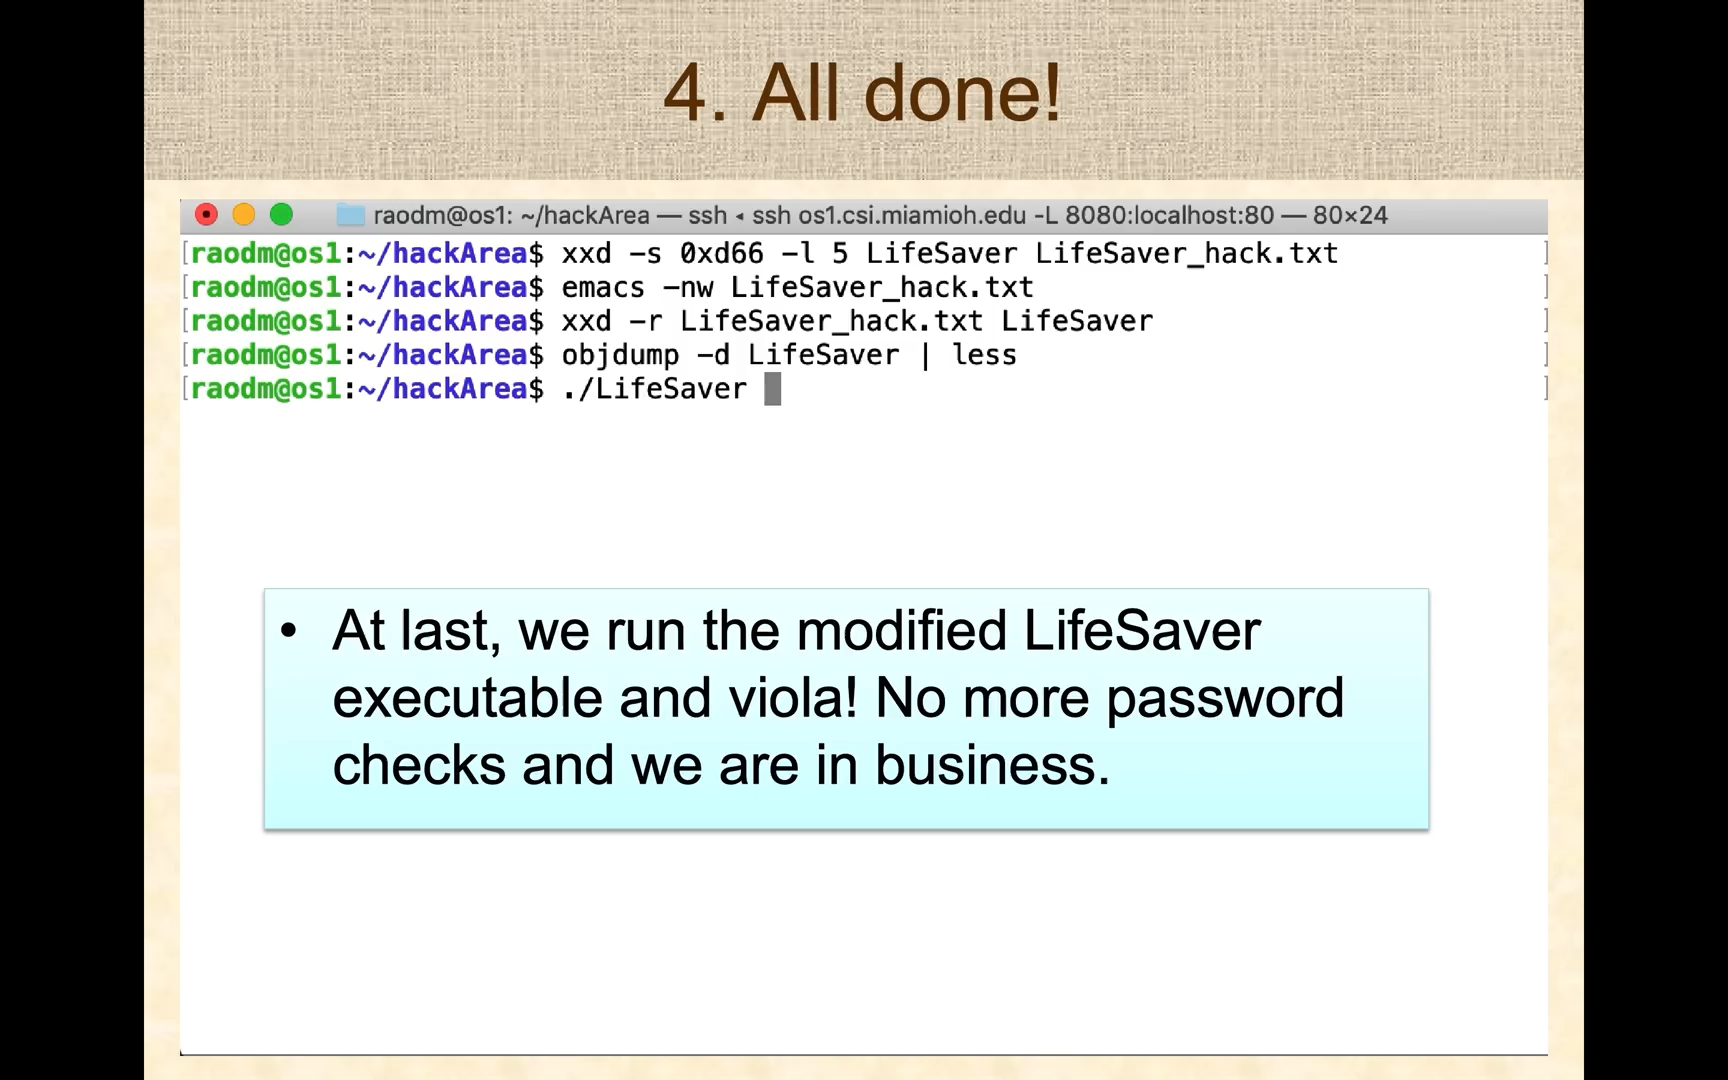 4. All done!
raodm@os1: ~/hackArea — ssh ◂ ssh os1.csi.miamioh.edu -L 8080:localhost:80 — 80×24
[raodm@os1:~/hackArea$ xxd -s 0xd66 -l 5 LifeSaver LifeSaver_hack.txt ]
[raodm@os1:~/hackArea$ emacs -nw LifeSaver_hack.txt ]
[raodm@os1:~/hackArea$ xxd -r LifeSaver_hack.txt LifeSaver ]
[raodm@os1:~/hackArea$ objdump -d LifeSaver | less ]
[raodm@os1:~/hackArea$ ./LifeSaver ]
• At last, we run the modified LifeSaver
executable and viola! No more password
checks and we are in business.